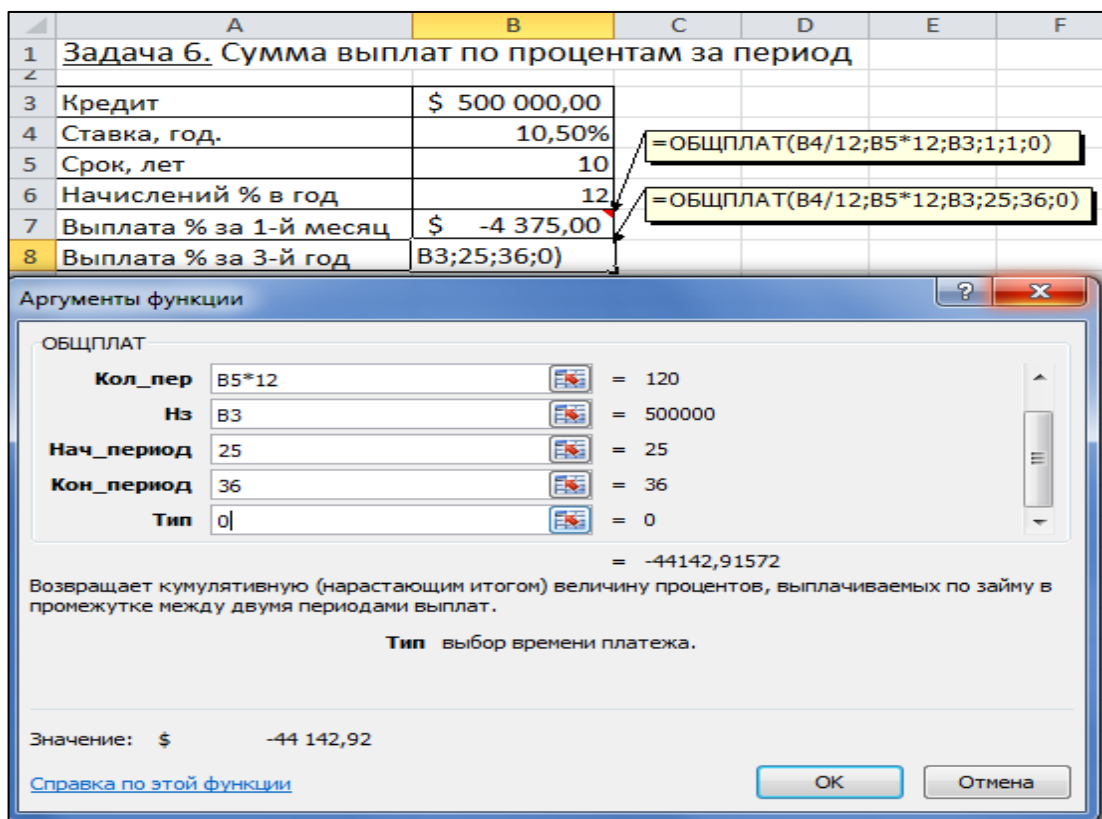 A B C D E F
1 Задача 6. Сумма выплат по процентам за период
2
3 Кредит $ 500 000,00
4 Ставка, год. 10,50%
=ОБЩПЛАТ(B4/12;B5*12;B3;1;1;0)
5 Срок, лет 10
6 Начислений % в год 12
=ОБЩПЛАТ(B4/12;B5*12;B3;25;36;0)
7 Выплата % за 1-й месяц $ -4 375,00
8 Выплата % за 3-й год B3;25;36;0)
Аргументы функции
ОБЩПЛАТ
Кол_пер B5*12 = 120
Нз B3 = 500000
Нач_период 25 = 25
Кон_период 36 = 36
Тип 0 = 0
= -44142,91572
Возвращает кумулятивную (нарастающим итогом) величину процентов, выплачиваемых по займу в
промежутке между двумя периодами выплат.
Тип выбор времени платежа.
Значение: $ -44 142,92
Справка по этой функции ОК Отмена